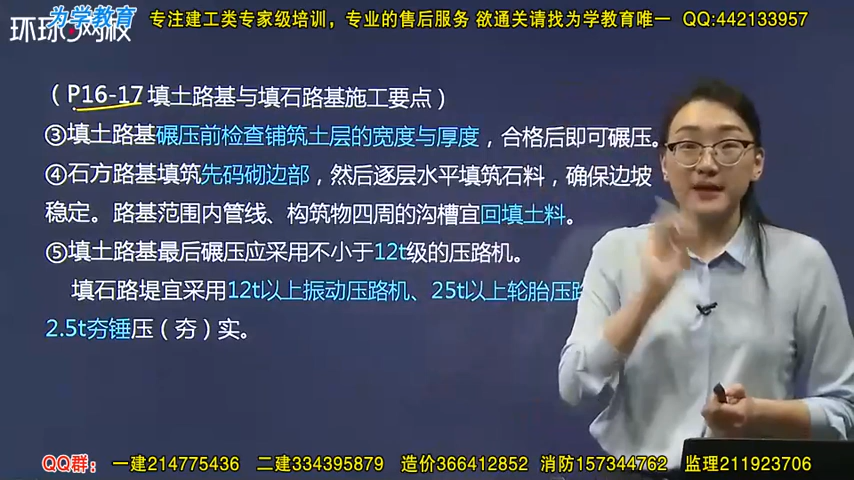 为学教育 专注建工类专家级培训，专业的售后服务 欲通关请找为学教育唯一 QQ:442133957
环球网校
（P16-17填土路基与填石路基施工要点）
③填土路基碾压前检查铺筑土层的宽度与厚度，合格后即可碾压。
④石方路基填筑先码砌边部，然后逐层水平填筑石料，确保边坡
稳定。路基范围内管线、构筑物四周的沟槽宜回填土料。
⑤填土路基最后碾压应采用不小于12t级的压路机。
填石路堤宜采用12t以上振动压路机、25t以上轮胎压路
2.5t夯锤压（夯）实。
QQ群： 一建214775436 二建334395879 造价366412852 消防157344762 监理211923706